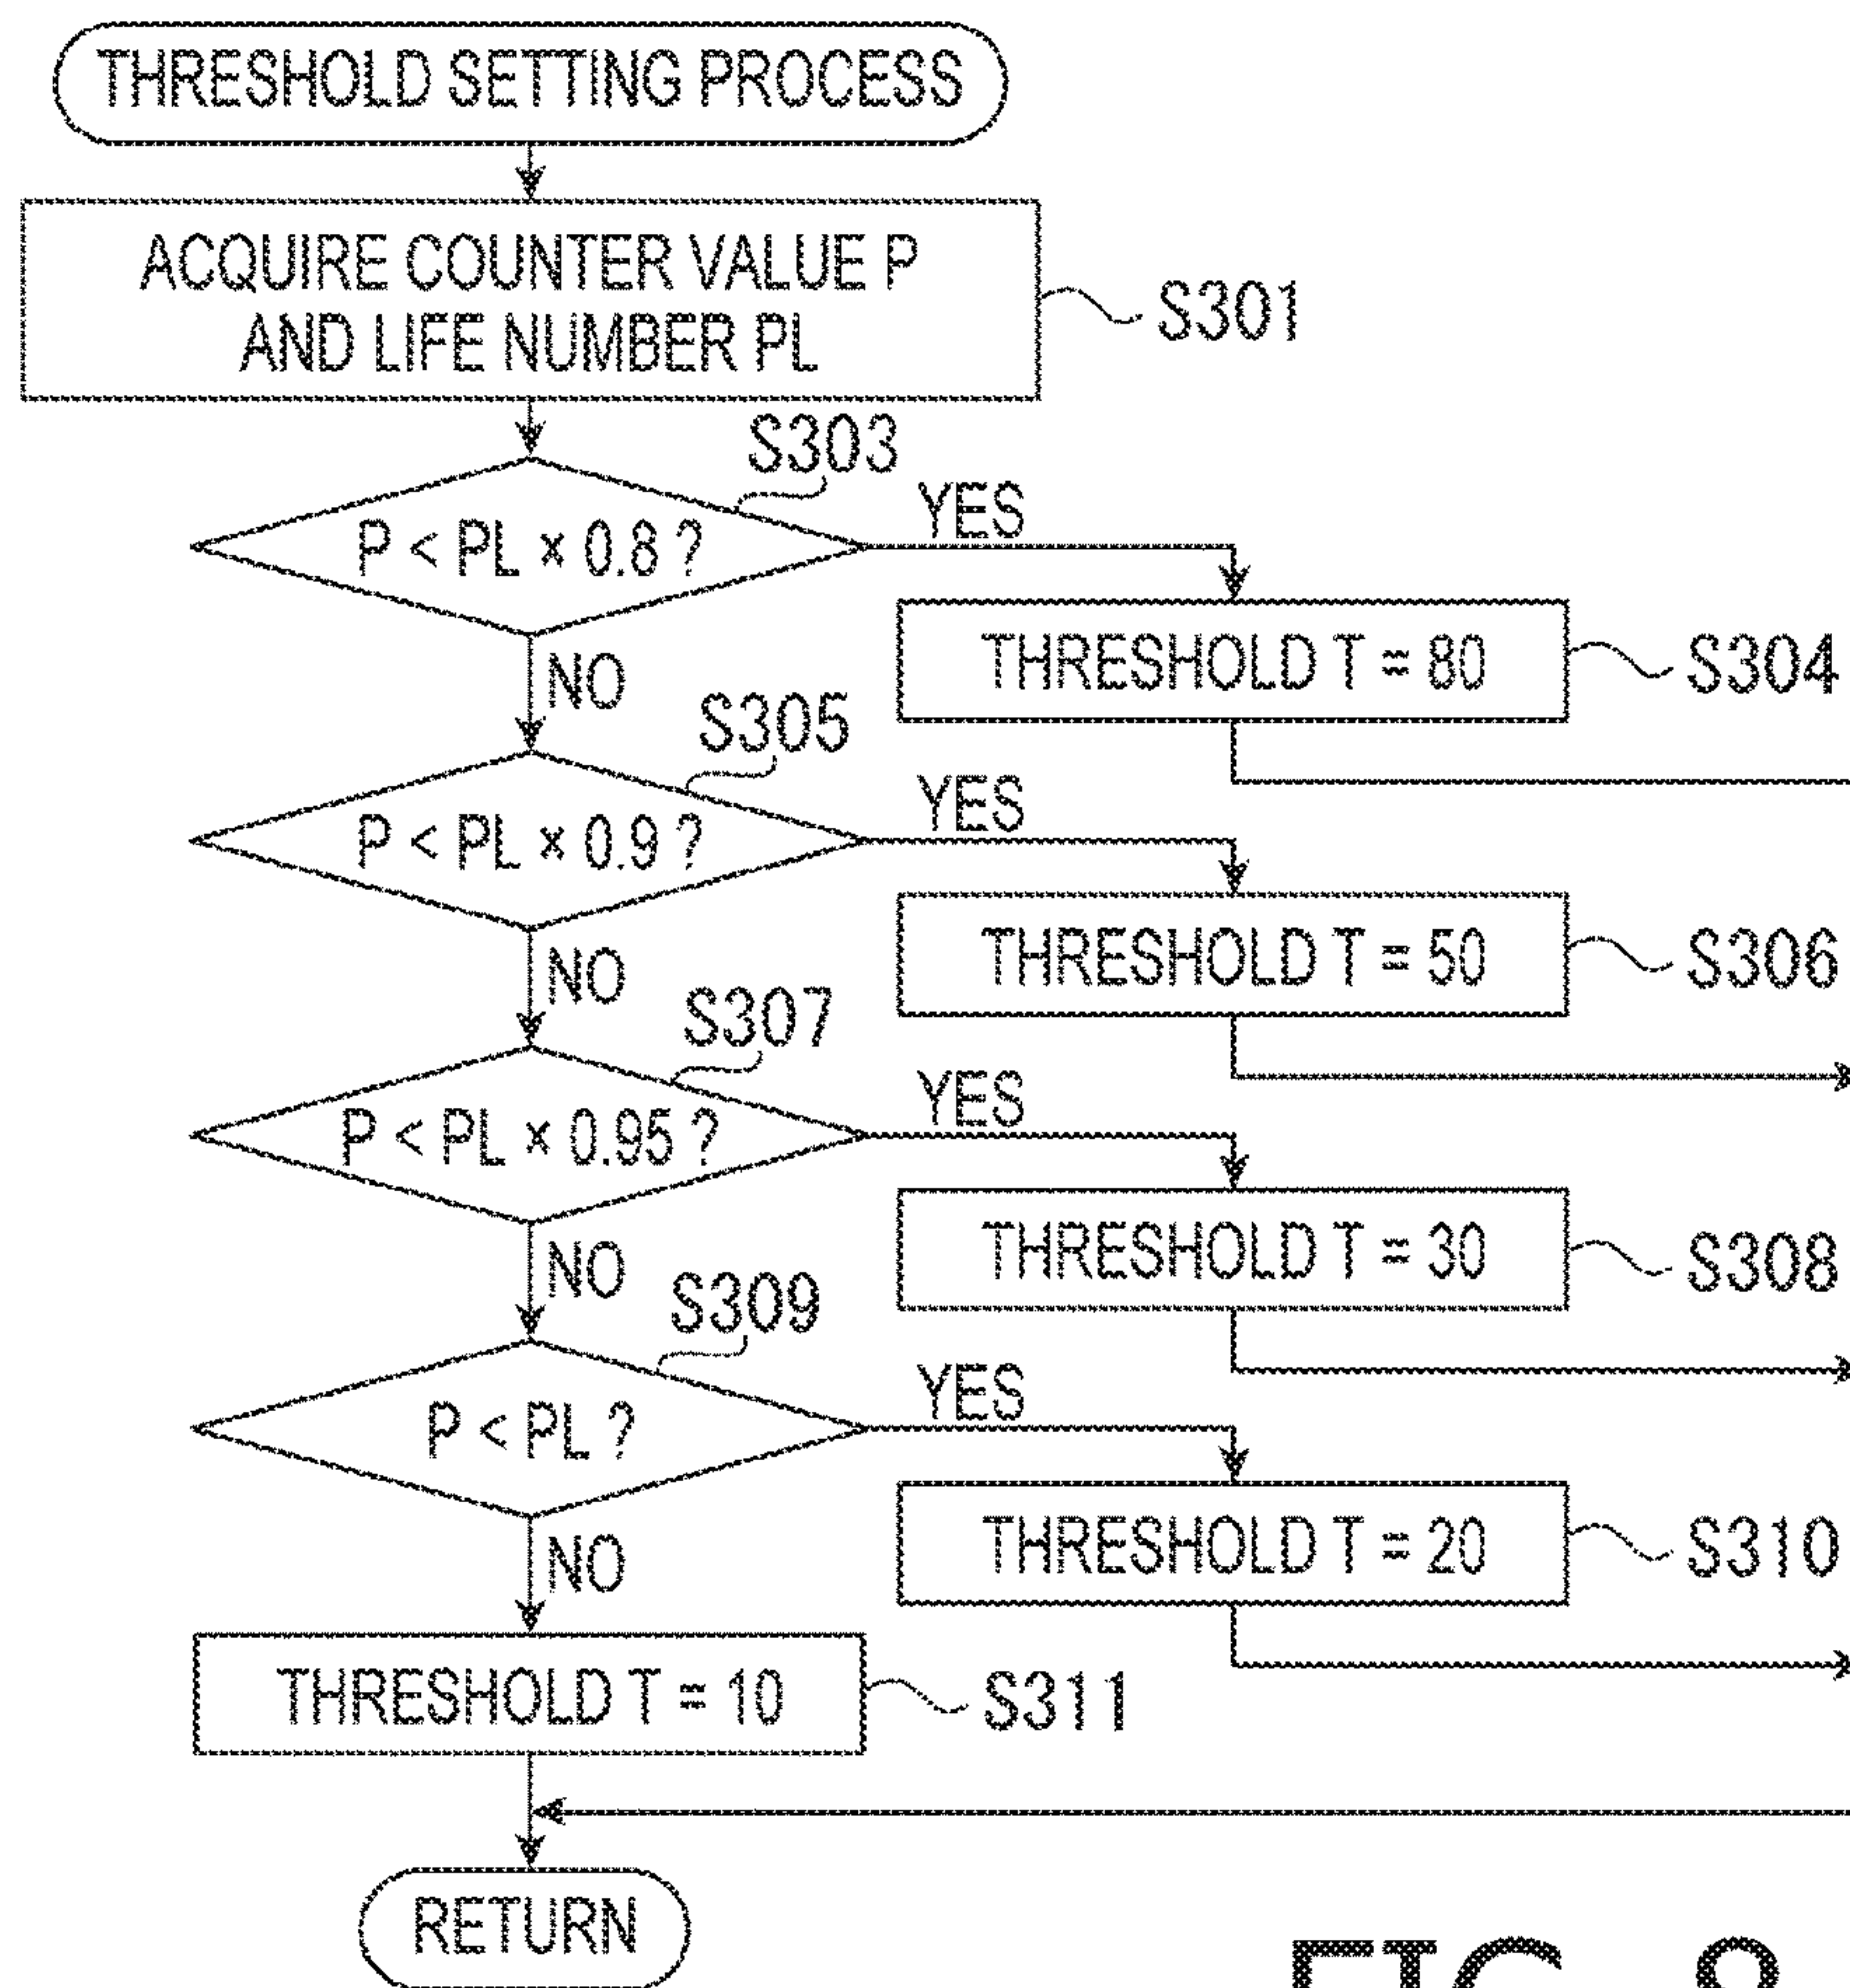 THRESHOLD SETTING PROCESS
ACQUIRE COUNTER VALUE P
AND LIFE NUMBER PL
S301
S303
P < PL × 0.8 ?
YES
THRESHOLD T = 80
S304
NO
S305
P < PL × 0.9 ?
YES
THRESHOLD T = 50
S306
NO
S307
P < PL × 0.95 ?
YES
THRESHOLD T = 30
S308
NO
S309
P < PL ?
YES
THRESHOLD T = 20
S310
NO
THRESHOLD T = 10
S311
RETURN
FIG. 8